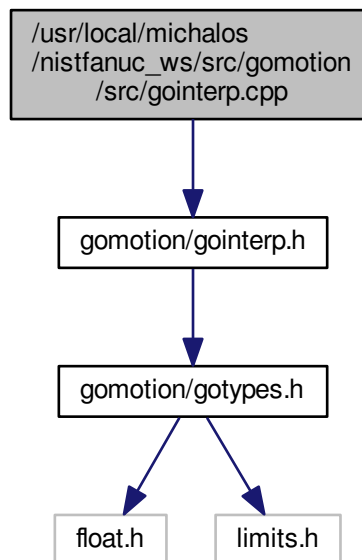 /usr/local/michalos
/nistfanuc_ws/src/gomotion
/src/gointerp.cpp
gomotion/gointerp.h
gomotion/gotypes.h
float.h
limits.h